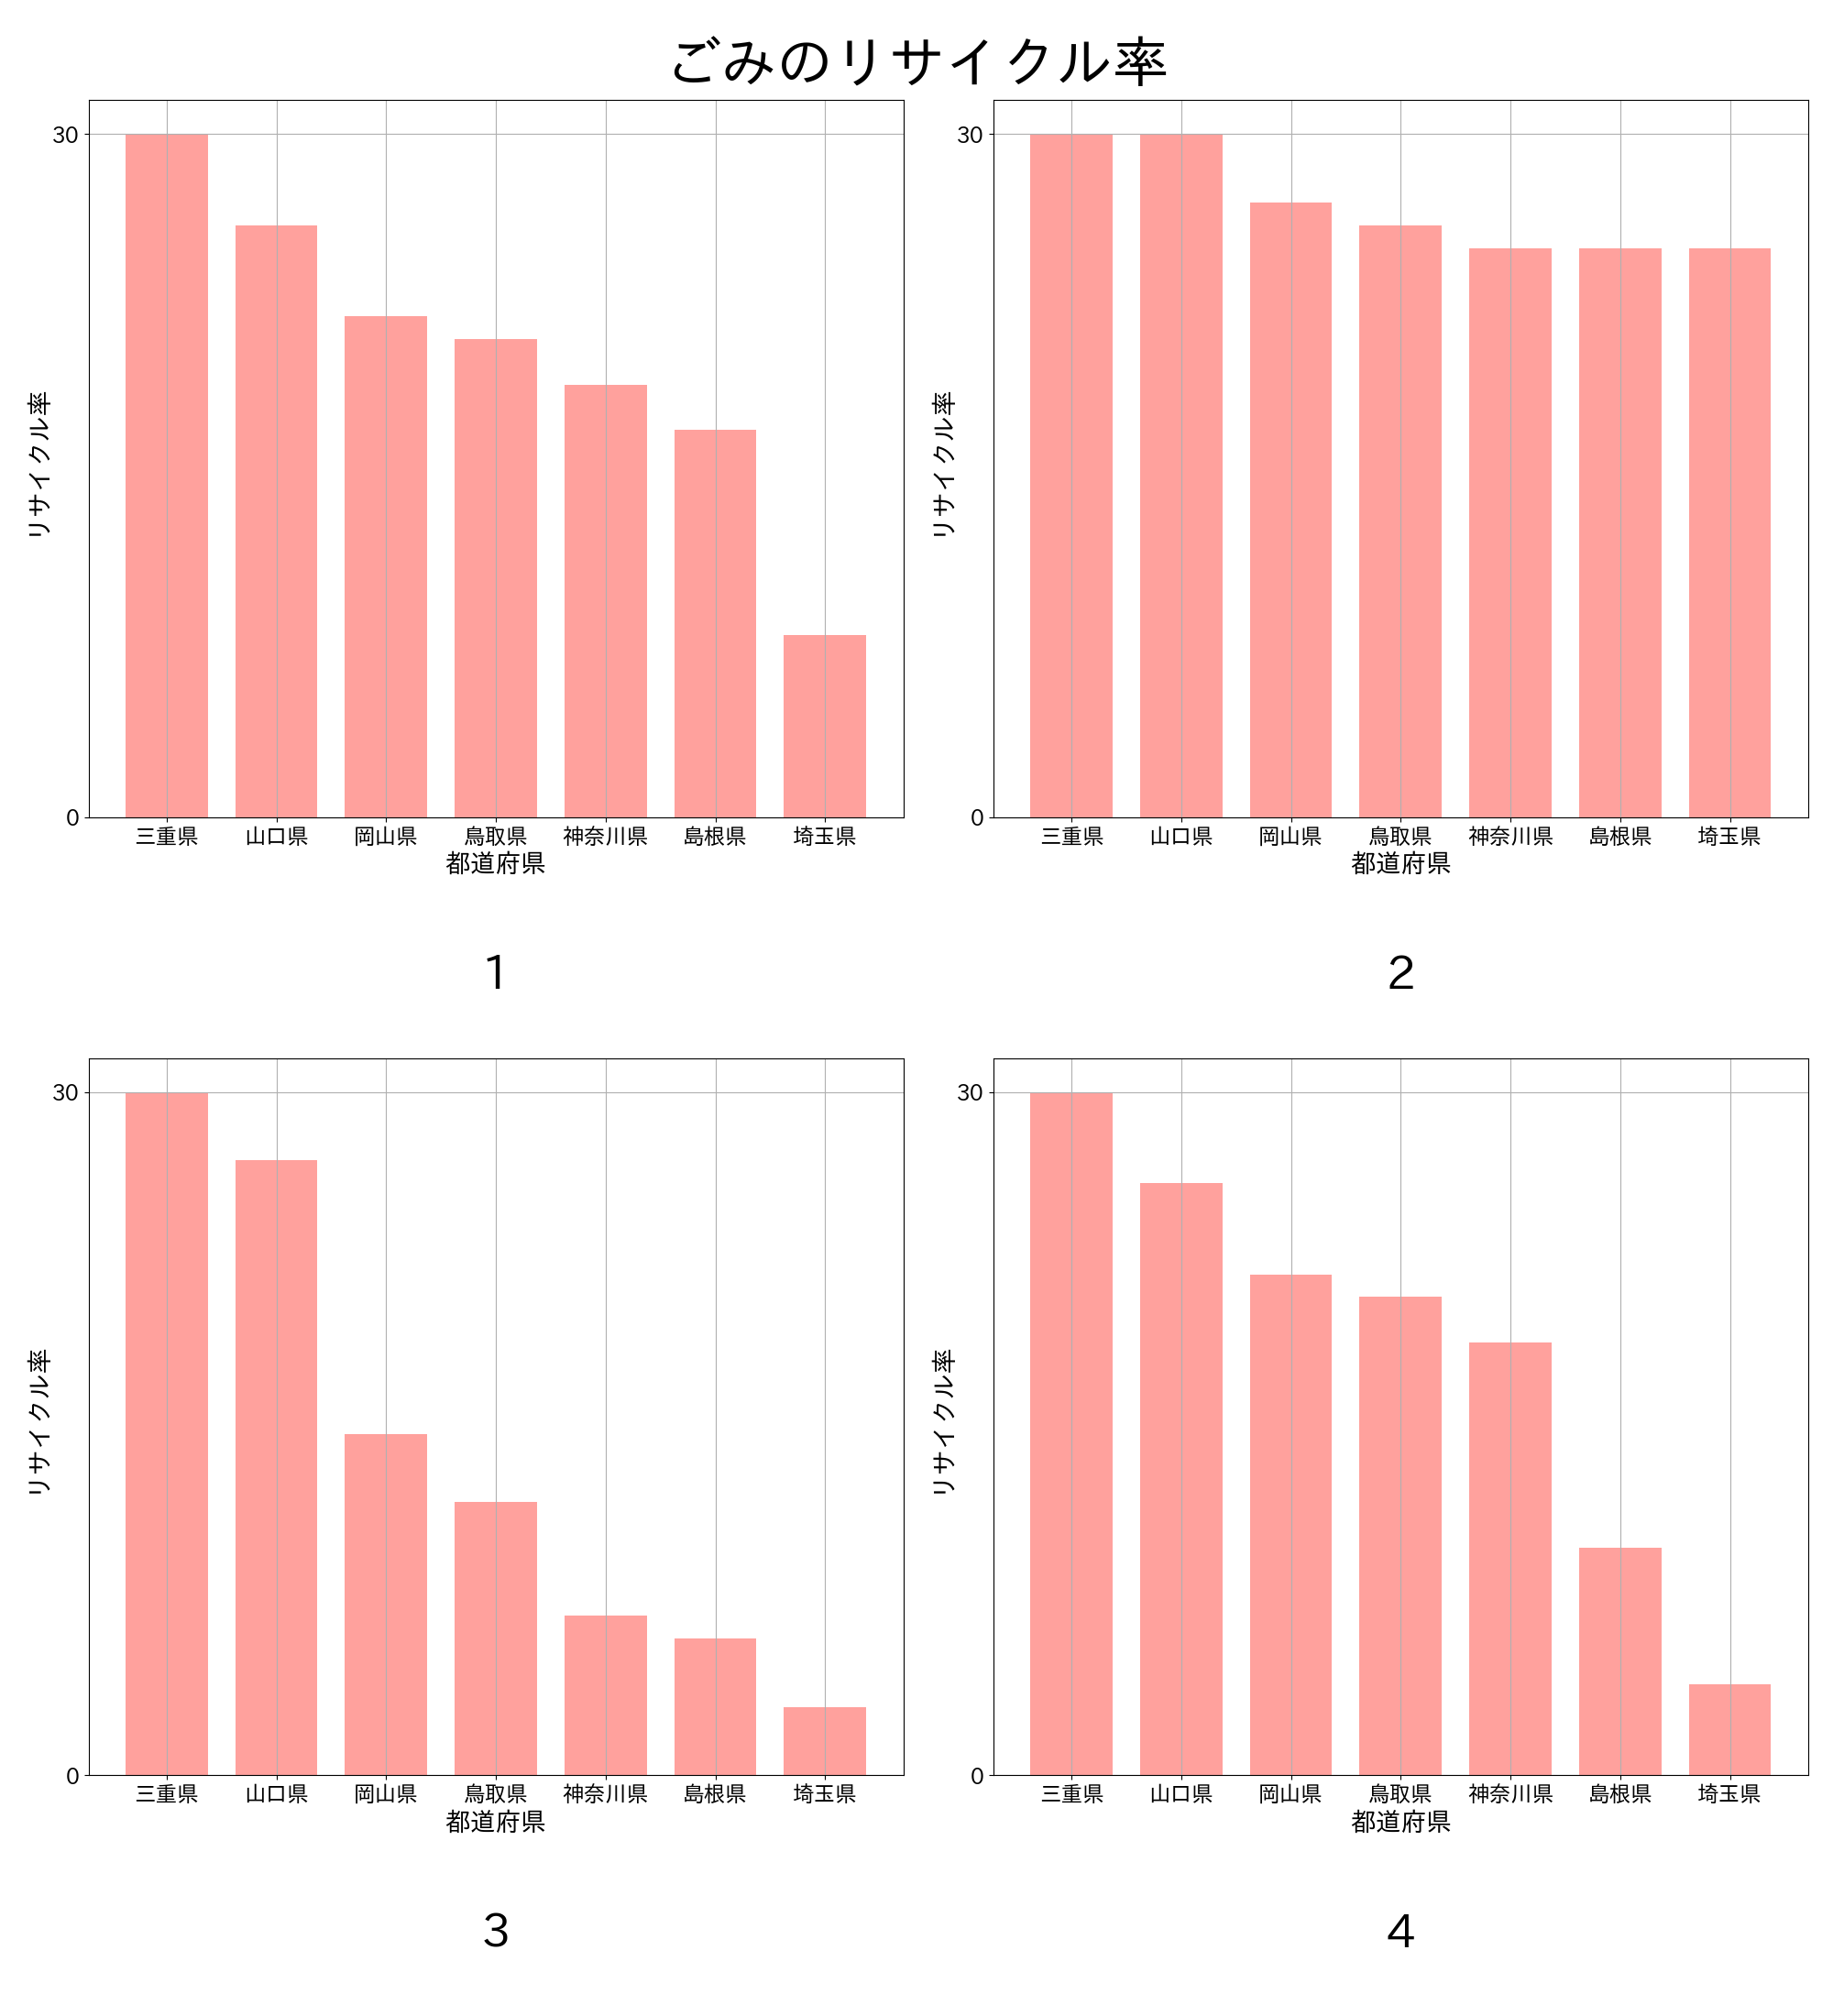 ごみのリサイクル率
リサイクル率
30
0
三重県 山口県 岡山県 鳥取県 神奈川県 島根県 埼玉県
都道府県
1
リサイクル率
30
0
三重県 山口県 岡山県 鳥取県 神奈川県 島根県 埼玉県
都道府県
2
リサイクル率
30
0
三重県 山口県 岡山県 鳥取県 神奈川県 島根県 埼玉県
都道府県
3
リサイクル率
30
0
三重県 山口県 岡山県 鳥取県 神奈川県 島根県 埼玉県
都道府県
4